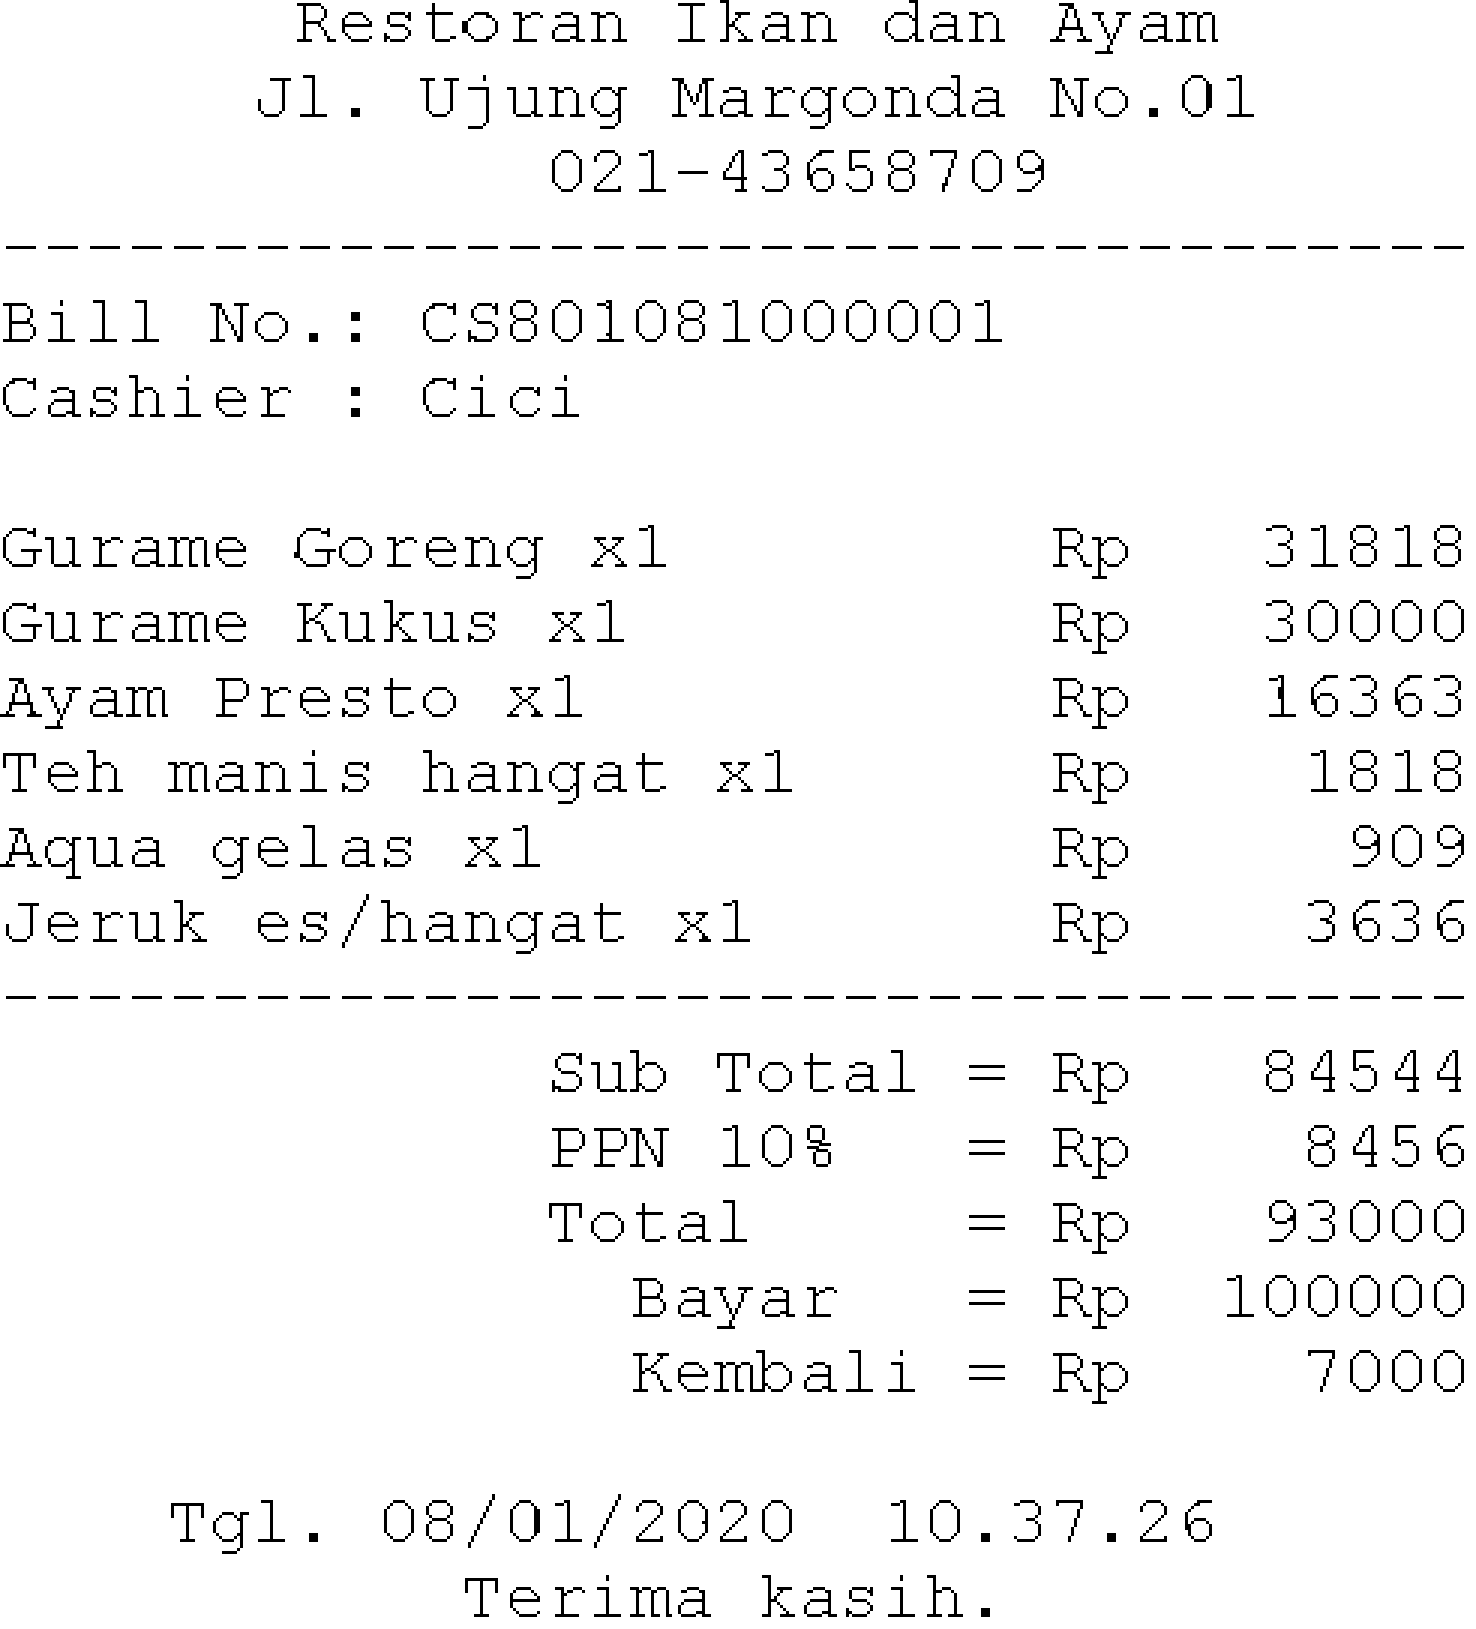 Restoran Ikan dan Ayam
Jl. Ujung Margonda No.01
021-43658709
-----------------------------------
Bill No.: CS801081000001
Cashier : Cici
Gurame Goreng x1 Rp 31818
Gurame Kukus x1 Rp 30000
Ayam Presto x1 Rp 16363
Teh manis hangat x1 Rp 1818
Aqua gelas x1 Rp 909
Jeruk es/hangat x1 Rp 3636
-----------------------------------
Sub Total = Rp 84544
PPN 10% = Rp 8456
Total = Rp 93000
Bayar = Rp 100000
Kembali = Rp 7000
Tgl. 08/01/2020 10.37.26
Terima kasih.